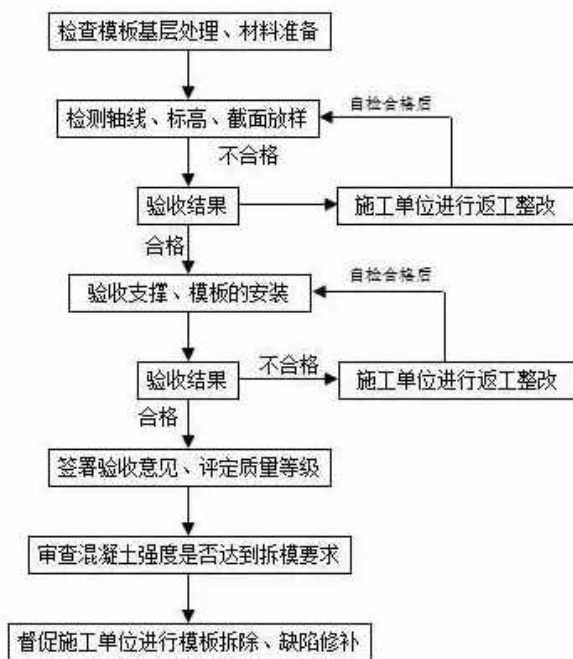 检查模板基层处理、材料准备
自检合格后
检测轴线、标高、截面放样
不合格
验收结果
施工单位进行返工整改
合格
自检合格后
验收支撑、模板的安装
不合格
验收结果
施工单位进行返工整改
合格
签署验收意见、评定质量等级
审查混凝土强度是否达到拆模要求
督促施工单位进行模板拆除、缺陷修补